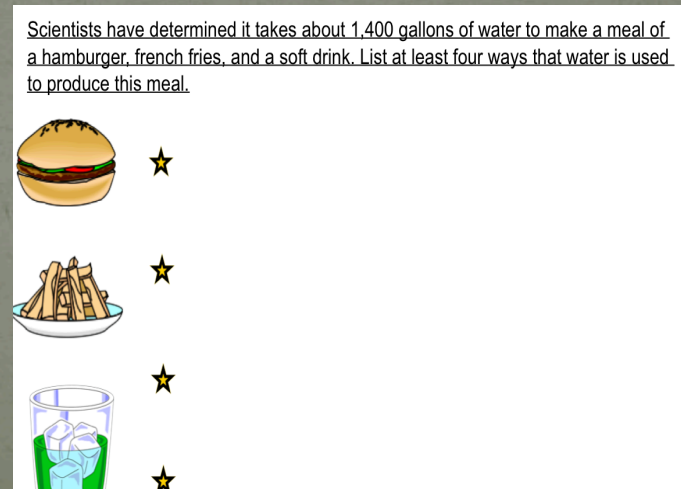 Scientists have determined it takes about 1,400 gallons of water to make a meal of
a hamburger, french fries, and a soft drink. List at least four ways that water is used
to produce this meal.